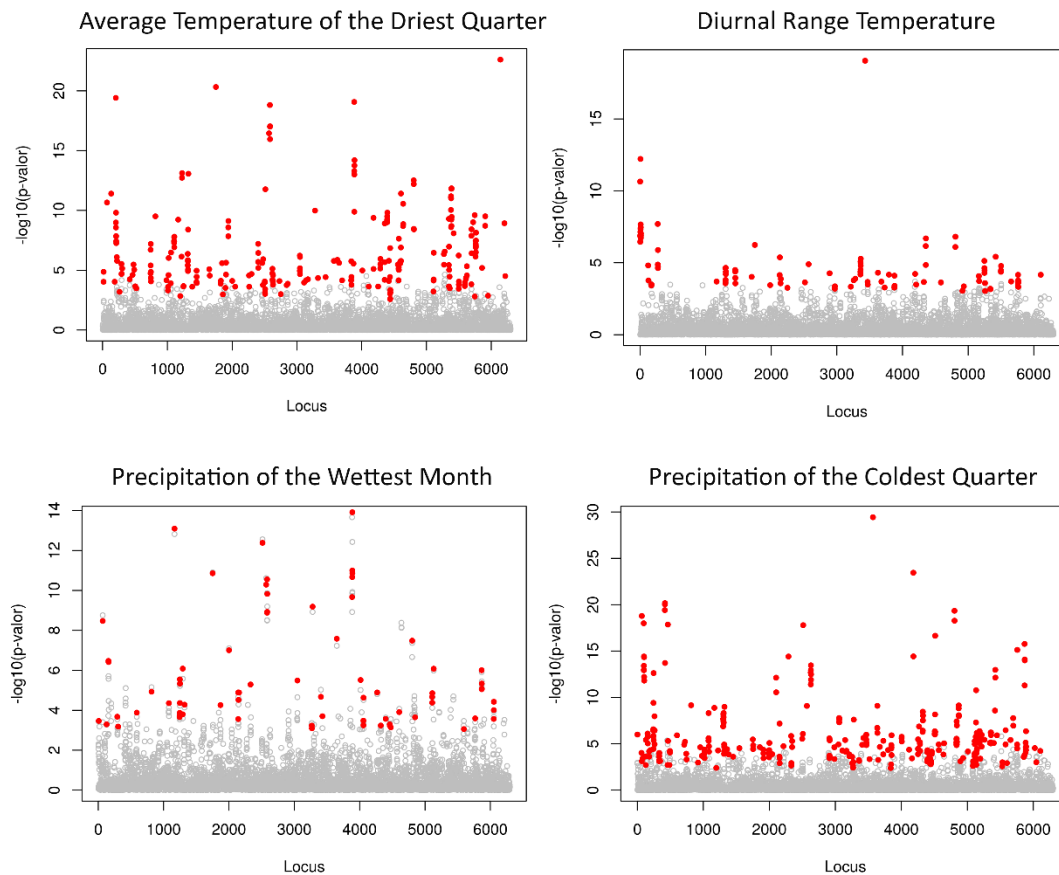 Average Temperature of the Driest Quarter
-log10(p-valor)
20
15
10
5
0
0 1000 2000 3000 4000 5000 6000
Locus
Diurnal Range Temperature
-log10(p-valor)
15
10
5
0
0 1000 2000 3000 4000 5000 6000
Locus
Precipitation of the Wettest Month
-log10(p-valor)
14
12
10
8
6
4
2
0
0 1000 2000 3000 4000 5000 6000
Locus
Precipitation of the Coldest Quarter
-log10(p-valor)
30
25
20
15
10
5
0
0 1000 2000 3000 4000 5000 6000
Locus